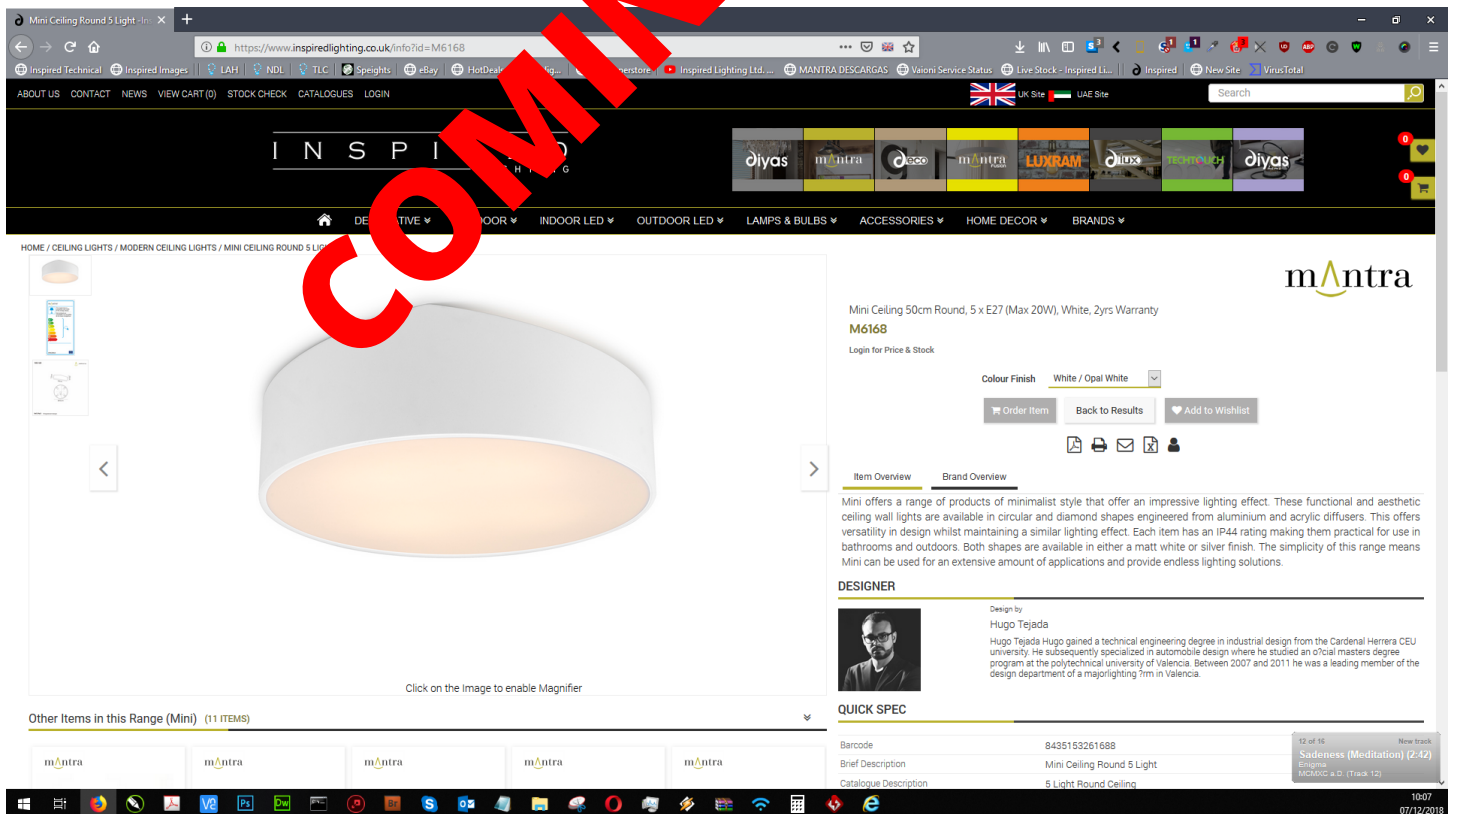 Mini Ceiling Round 5 Light -Ins
https://www.inspiredlighting.co.uk/info?id=M6168
Inspired Technical Inspired Images LAH NDL TLC Speights eBay Inspired Lighting Ltd. ... MANTRA DESCARGAS Vaioni Service Status Live Stock - Inspired Li... Inspired New Site VirusTotal
ABOUT US CONTACT NEWS VIEW CART (0) STOCK CHECK CATALOGUES LOGIN UK Site UAE Site Search
COMIN
diyas mantra deco mantra fusion LUXRAM dilux TECHTOUCH diyas
0
0
INDOOR LED OUTDOOR LED LAMPS & BULBS ACCESSORIES HOME DECOR BRANDS
HOME / CEILING LIGHTS / MODERN CEILING LIGHTS / MINI CEILING ROUND 5
mantra
Mini Ceiling 50cm Round, 5 x E27 (Max 20W), White, 2yrs Warranty
M6168
Login for Price & Stock
Colour Finish White / Opal White
Order Item Back to Results Add to Wishlist
Item Overview Brand Overview
Mini offers a range of products of minimalist style that offer an impressive lighting effect. These functional and aesthetic
ceiling wall lights are available in circular and diamond shapes engineered from aluminium and acrylic diffusers. This offers
versatility in design whilst maintaining a similar lighting effect. Each item has an IP44 rating making them practical for use in
bathrooms and outdoors. Both shapes are available in either a matt white or silver finish. The simplicity of this range means
Mini can be used for an extensive amount of applications and provide endless lighting solutions.
DESIGNER
Design by
Hugo Tejada
Hugo Tejada Hugo gained a technical engineering degree in industrial design from the Cardenal Herrera CEU
university. He subsequently specialized in automobile design where he studied an o?cial masters degree
program at the polytechnical university of Valencia. Between 2007 and 2011 he was a leading member of the
design department of a majorlighting ?rm in Valencia.
Click on the Image to enable Magnifier
Other Items in this Range (Mini) (11 ITEMS)
mantra mantra mantra mantra mantra
QUICK SPEC
Barcode 8435153261688
Brief Description Mini Ceiling Round 5 Light
Catalogue Description 5 Light Round Ceiling
12 of 16 New track
Sadeness (Meditation) (2:42)
Enigma
MCMXC a.D. (Track 12)
10:07
07/12/2018